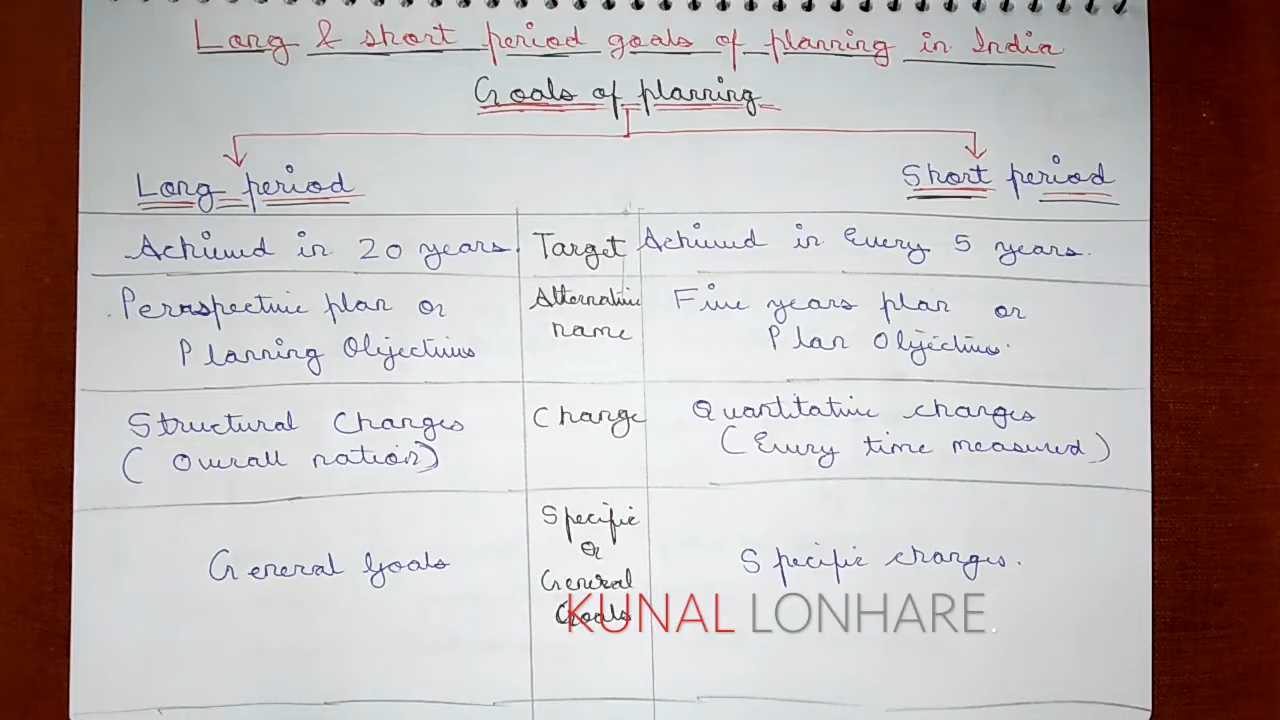 Long & short period goals of planning in India
Goals of planning
Long period
Short period
Achieved in 20 years.
Target
Achieved in Every 5 years.
Perspective plan or
Planning Objectives
Alternative
name
Five years plan or
Plan Objectives.
Structural Changes
(Overall nation)
Change
Quantitative changes
(Every time measured)
General goals
Specific
or
General
Goals
Specific changes.
KUNAL LONHARE.